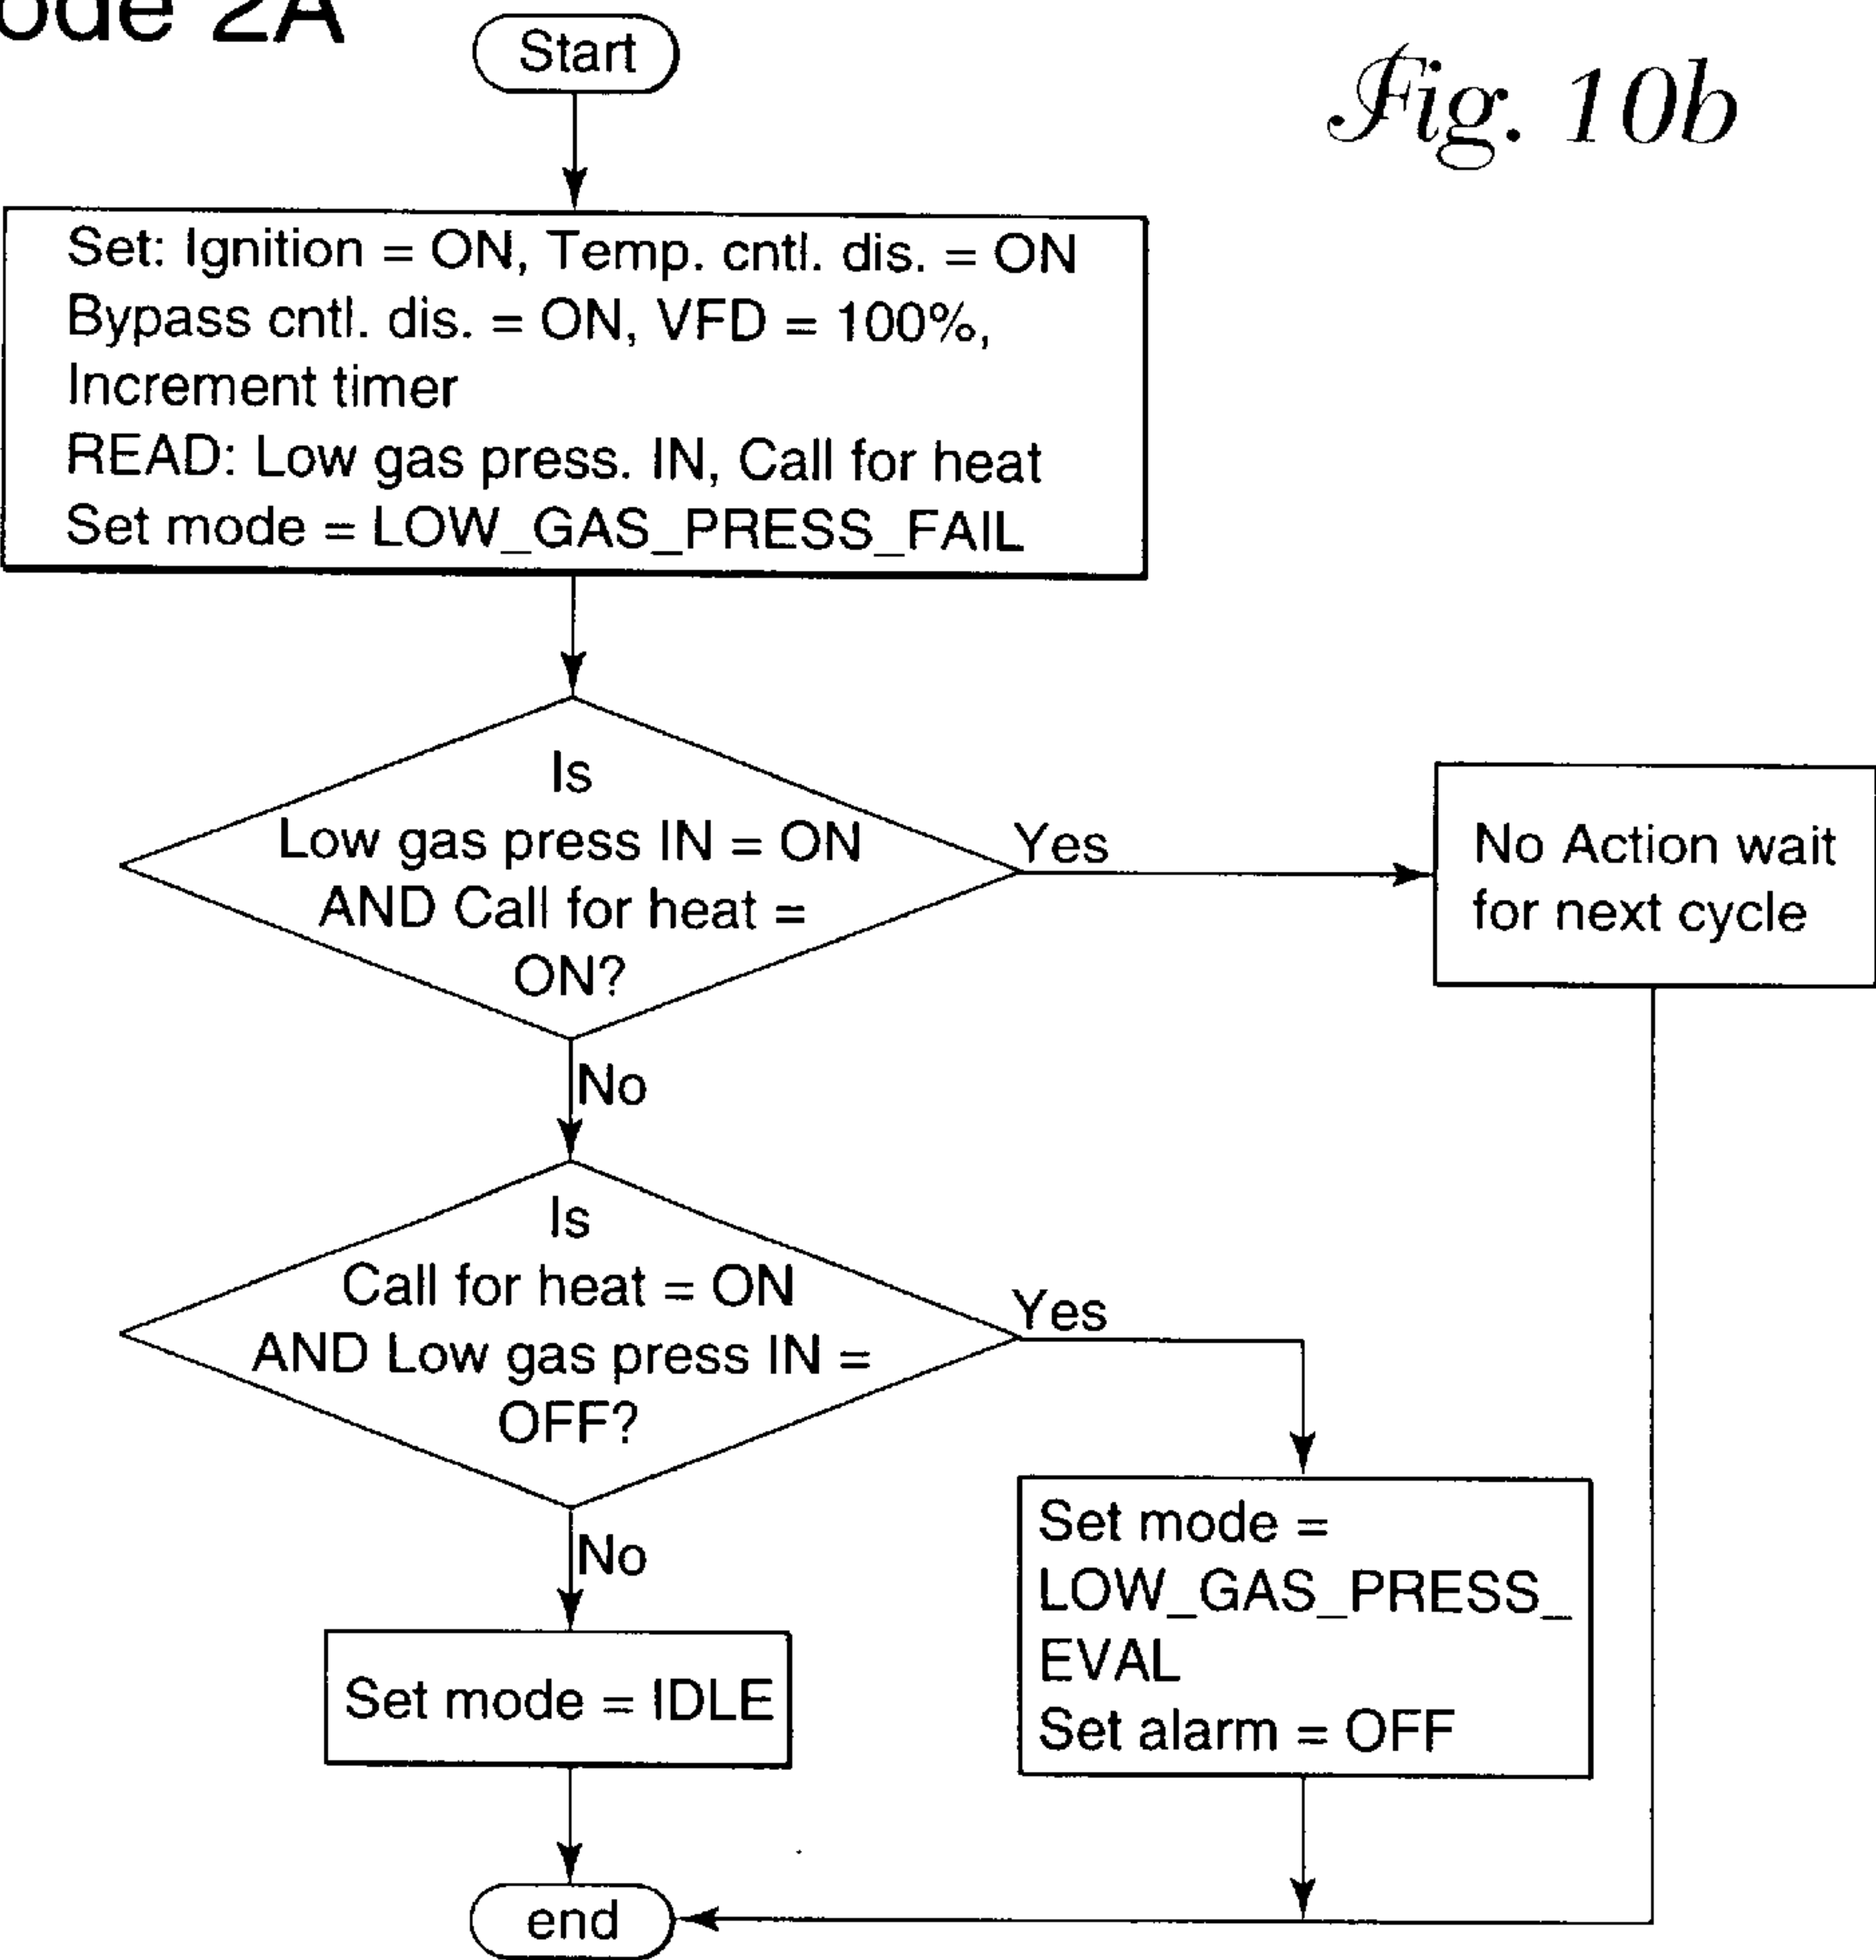 ode 2A
Start
Fig. 10b
Set: Ignition = ON, Temp. cntl. dis. = ON
Bypass cntl. dis. = ON, VFD = 100%,
Increment timer
READ: Low gas press. IN, Call for heat
Set mode = LOW_GAS_PRESS_FAIL
Is
Low gas press IN = ON
AND Call for heat =
ON?
Yes
No Action wait
for next cycle
No
Is
Call for heat = ON
AND Low gas press IN =
OFF?
Yes
Set mode =
LOW_GAS_PRESS_
EVAL
Set alarm = OFF
No
Set mode = IDLE
end